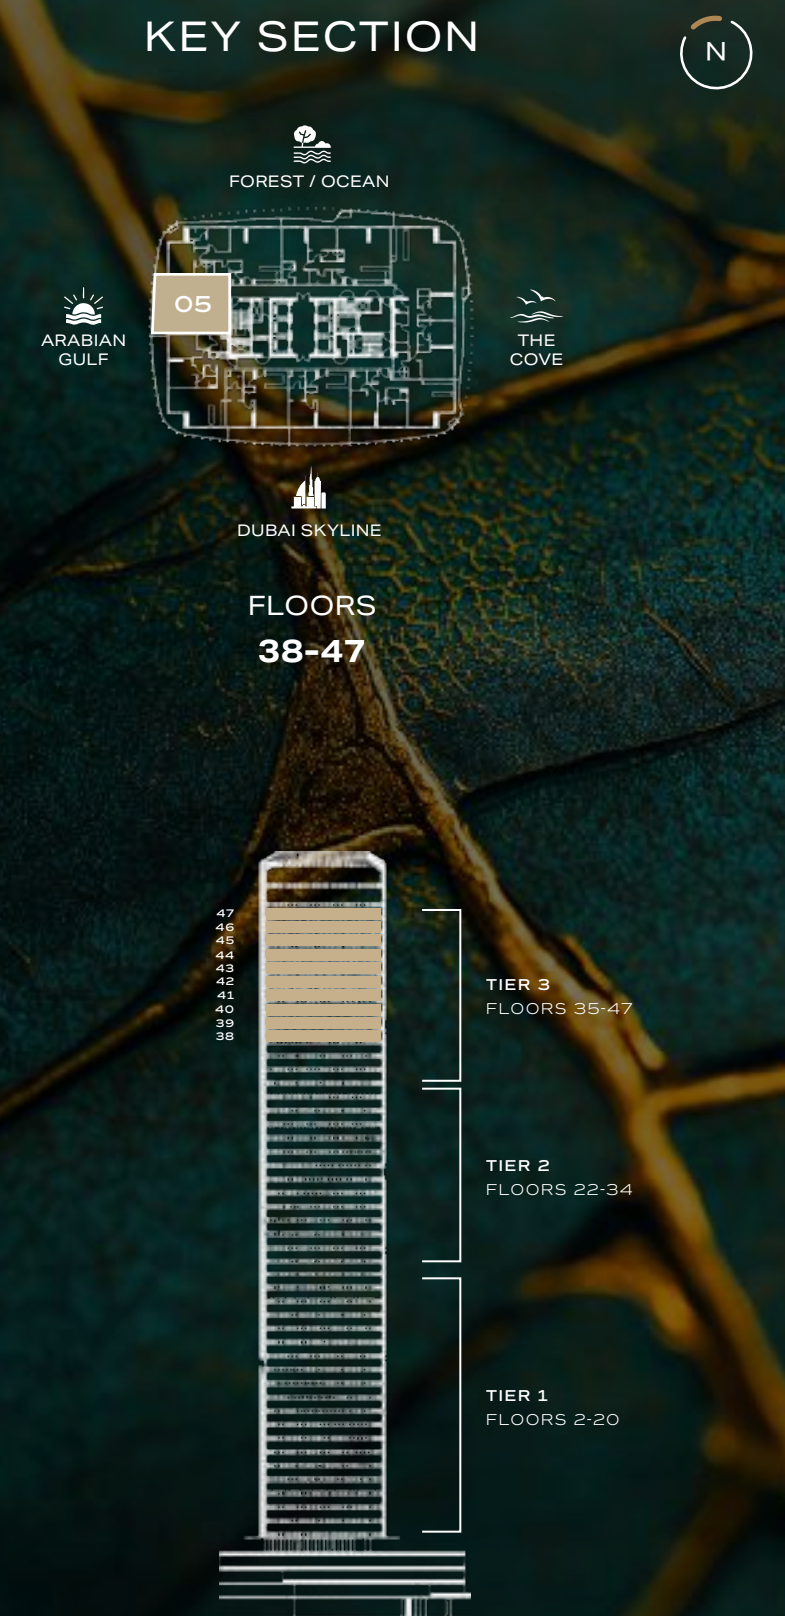 KEY SECTION
N
FOREST / OCEAN
05
ARABIAN
GULF
THE
COVE
DUBAI SKYLINE
FLOORS
38-47
47
46
45
44
43
42
41
40
39
38
TIER 3
FLOORS 35-47
TIER 2
FLOORS 22-34
TIER 1
FLOORS 2-20